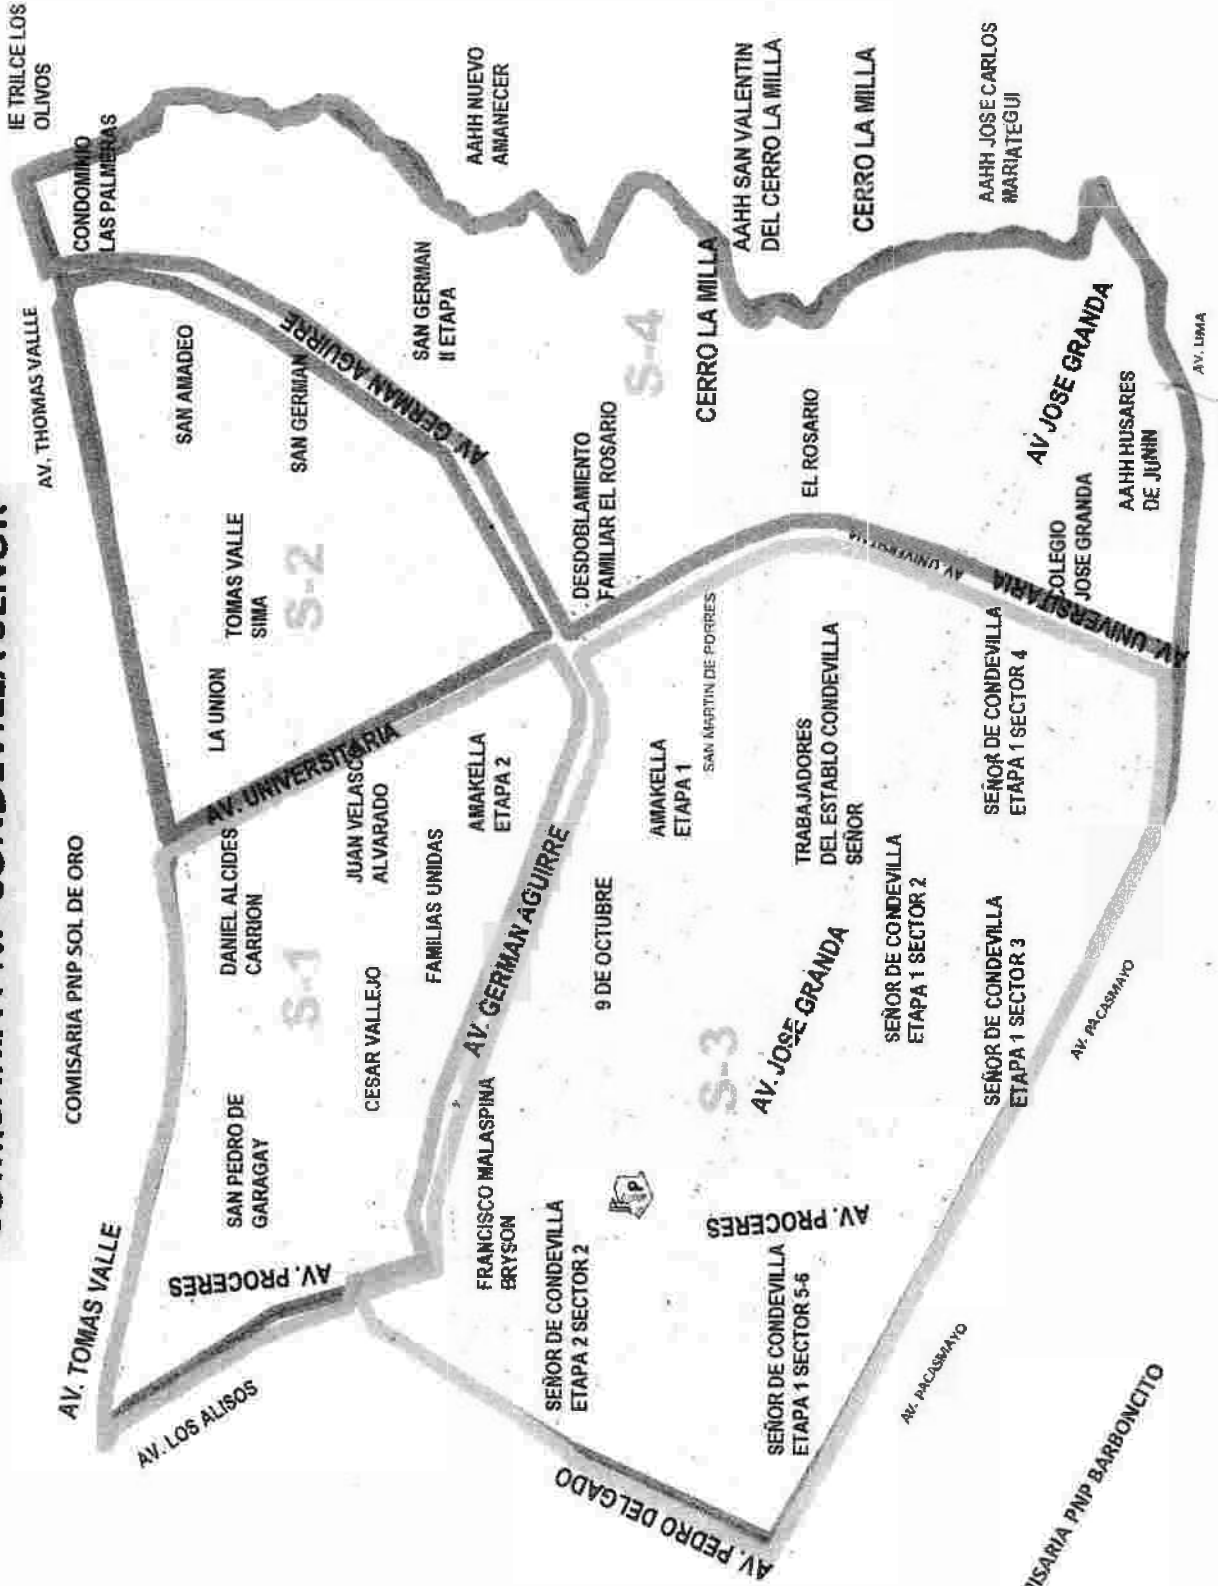 IE TRILCE LOS
OLIVOS
AV. THOMAS VALLLE
CONDOMINIO
LAS PALMERAS
COMISARIA PNP SOL DE ORO
AV. TOMAS VALLE
AV. LOS ALISOS
AV. PROCERES
SAN PEDRO DE
GARAGAY
DANIEL ALCIDES
CARRION
S-1
CESAR VALLEJO
JUAN VELASCO
ALVARADO
FAMILIAS UNIDAS
AMAKELLA
ETAPA 2
AV. UNIVERSITARIA
LA UNION
TOMAS VALLE
SIMA
S-2
SAN AMADEO
SAN GERMAN
AV. GERMAN AGUIRRE
SAN GERMAN
II ETAPA
AAHH NUEVO
AMANECER
AV. GERMAN AGUIRRE
FRANCISCO MALASPINA
BRYSON
SEÑOR DE CONDEVILLA
ETAPA 2 SECTOR 2
9 DE OCTUBRE
AMAKELLA
ETAPA 1
SAN MARTIN DE PORRES
DESDOBLAMIENTO
FAMILIAR EL ROSARIO
S-4
CERRO LA MILLA
AAHH SAN VALENTIN
DEL CERRO LA MILLA
CERRO LA MILLA
EL ROSARIO
S-3
AV. JOSE GRANDA
AV. PROCERES
SEÑOR DE CONDEVILLA
ETAPA 1 SECTOR 5-6
TRABAJADORES
DEL ESTABLO CONDEVILLA
SEÑOR
SEÑOR DE CONDEVILLA
ETAPA 1 SECTOR 2
SEÑOR DE CONDEVILLA
ETAPA 1 SECTOR 3
SEÑOR DE CONDEVILLA
ETAPA 1 SECTOR 4
AV. UNIVERSITARIA
AV. UNIVERSITARIA
COLEGIO
JOSE GRANDA
AV JOSE GRANDA
AAHH JOSE CARLOS
MARIATEGUI
AAHH HUSARES
DE JUNIN
AV. LIMA
AV. PEDRO DELGADO
AV. PACASMAYO
AV. PACASMAYO
PNP BARBONCITO